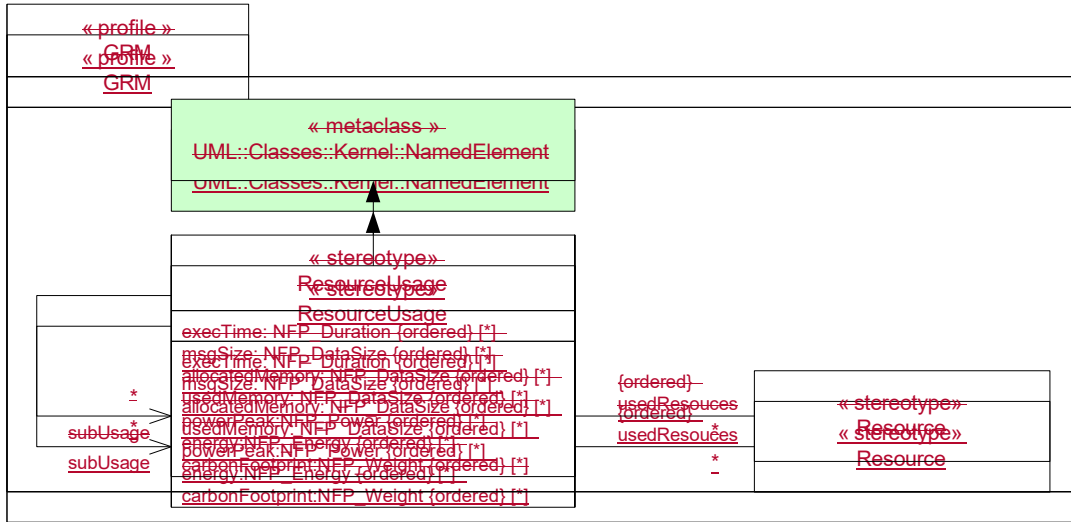 « profile »
GRM
« profile »
GRM
« metaclass »
UML::Classes::Kernel::NamedElement
UML::Classes::Kernel::NamedElement
« stereotype»
ResourceUsage
« stereotype»
ResourceUsage
execTime: NFP_Duration {ordered} [*]
msgSize: NFP_DataSize {ordered} [*]
execTime: NFP_Duration {ordered} [*]
allocatedMemory: NFP_DataSize {ordered} [*]
msgSize: NFP_DataSize {ordered} [*]
usedMemory: NFP_DataSize {ordered} [*]
allocatedMemory: NFP_DataSize {ordered} [*]
powerPeak:NFP_Power {ordered} [*]
usedMemory: NFP_DataSize {ordered} [*]
energy:NFP_Energy {ordered} [*]
powerPeak:NFP_Power {ordered} [*]
carbonFootprint:NFP_Weight {ordered} [*]
energy:NFP_Energy {ordered} [*]
carbonFootprint:NFP_Weight {ordered} [*]
*
*
subUsage
subUsage
{ordered}
usedResouces
{ordered}
*
usedResouces
*
« stereotype»
Resource
« stereotype»
Resource